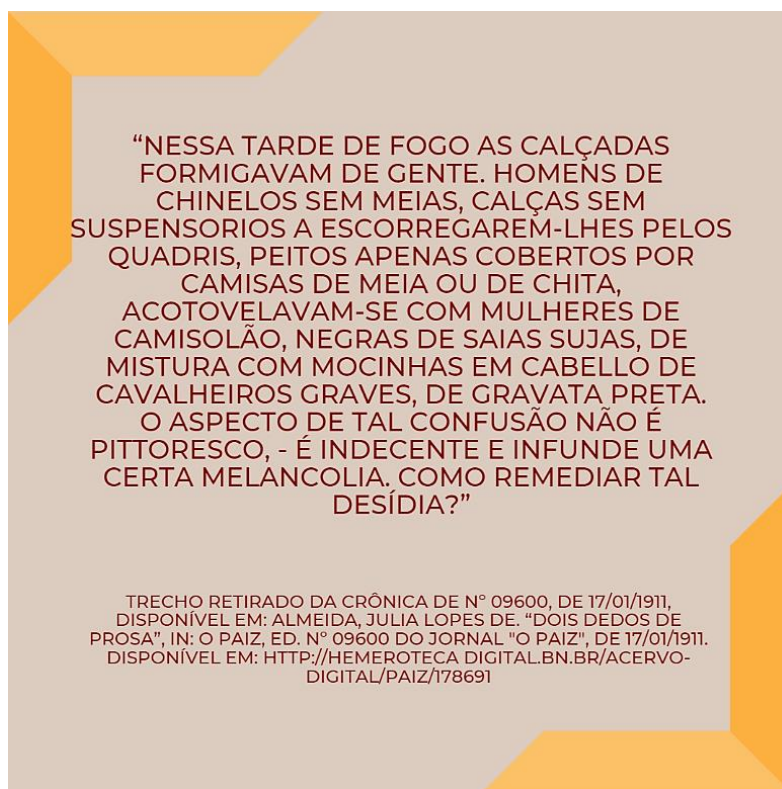 “NESSA TARDE DE FOGO AS CALÇADAS
FORMIGAVAM DE GENTE. HOMENS DE
CHINELOS SEM MEIAS, CALÇAS SEM
SUSPENSORIOS A ESCORREGAREM-LHES PELOS
QUADRIS, PEITOS APENAS COBERTOS POR
CAMISAS DE MEIA OU DE CHITA,
ACOTOVELAVAM-SE COM MULHERES DE
CAMISOLÃO, NEGRAS DE SAIAS SUJAS, DE
MISTURA COM MOCINHAS EM CABELLO DE
CAVALHEIROS GRAVES, DE GRAVATA PRETA.
O ASPECTO DE TAL CONFUSÃO NÃO É
PITTORESCO, - É INDECENTE E INFUNDE UMA
CERTA MELANCOLIA. COMO REMEDIAR TAL
DESÍDIA?”
TRECHO RETIRADO DA CRÔNICA DE Nº 09600, DE 17/01/1911,
DISPONÍVEL EM: ALMEIDA, JULIA LOPES DE. “DOIS DEDOS DE
PROSA”, IN: O PAIZ, ED. Nº 09600 DO JORNAL "O PAIZ", DE 17/01/1911.
DISPONÍVEL EM: HTTP://HEMEROTECA DIGITAL.BN.BR/ACERVO-
DIGITAL/PAIZ/178691